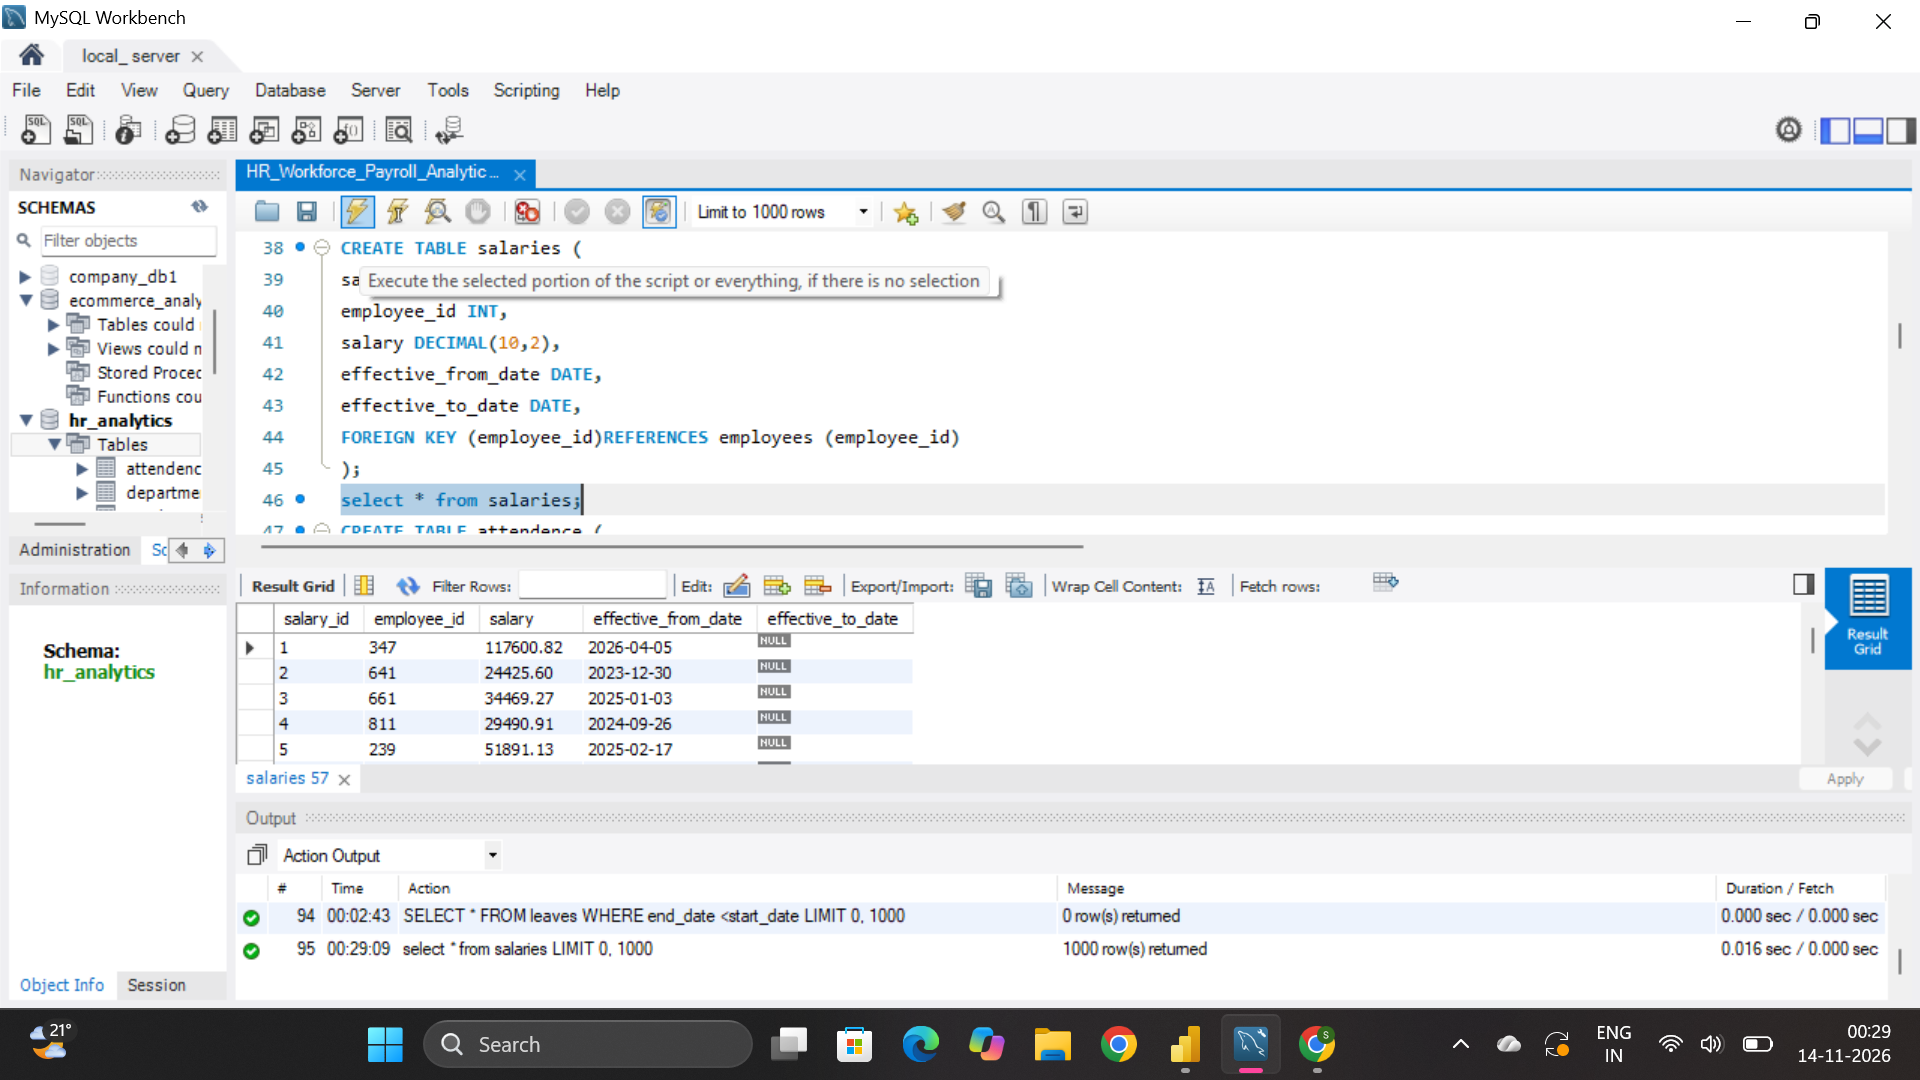 MySQL Workbench
local_ server
File Edit View Query Database Server Tools Scripting Help
Navigator
SCHEMAS
Filter objects
company_db1
ecommerce_analy
Tables could
Views could n
Stored Proced
Functions cou
hr_analytics
Tables
attendenc
departme
Administration Sc
Information
Schema:
hr_analytics
Object Info Session
HR_Workforce_Payroll_Analytic...
Limit to 1000 rows
38 CREATE TABLE salaries (
39 sa
Execute the selected portion of the script or everything, if there is no selection
40 employee_id INT,
41 salary DECIMAL(10,2),
42 effective_from_date DATE,
43 effective_to_date DATE,
44 FOREIGN KEY (employee_id)REFERENCES employees (employee_id)
45 );
46 select * from salaries;
47 CREATE TABLE attendence (
Result Grid Filter Rows: Edit: Export/Import: Wrap Cell Content: Fetch rows:
salary_id employee_id salary effective_from_date effective_to_date
1 347 117600.82 2026-04-05 NULL
2 641 24425.60 2023-12-30 NULL
3 661 34469.27 2025-01-03 NULL
4 811 29490.91 2024-09-26 NULL
5 239 51891.13 2025-02-17 NULL
Result
Grid
salaries 57
Apply
Output
Action Output
# Time Action Message Duration / Fetch
94 00:02:43 SELECT * FROM leaves WHERE end_date <start_date LIMIT 0, 1000 0 row(s) returned 0.000 sec / 0.000 sec
95 00:29:09 select * from salaries LIMIT 0, 1000 1000 row(s) returned 0.016 sec / 0.000 sec
21°
Search
ENG
IN
00:29
14-11-2026